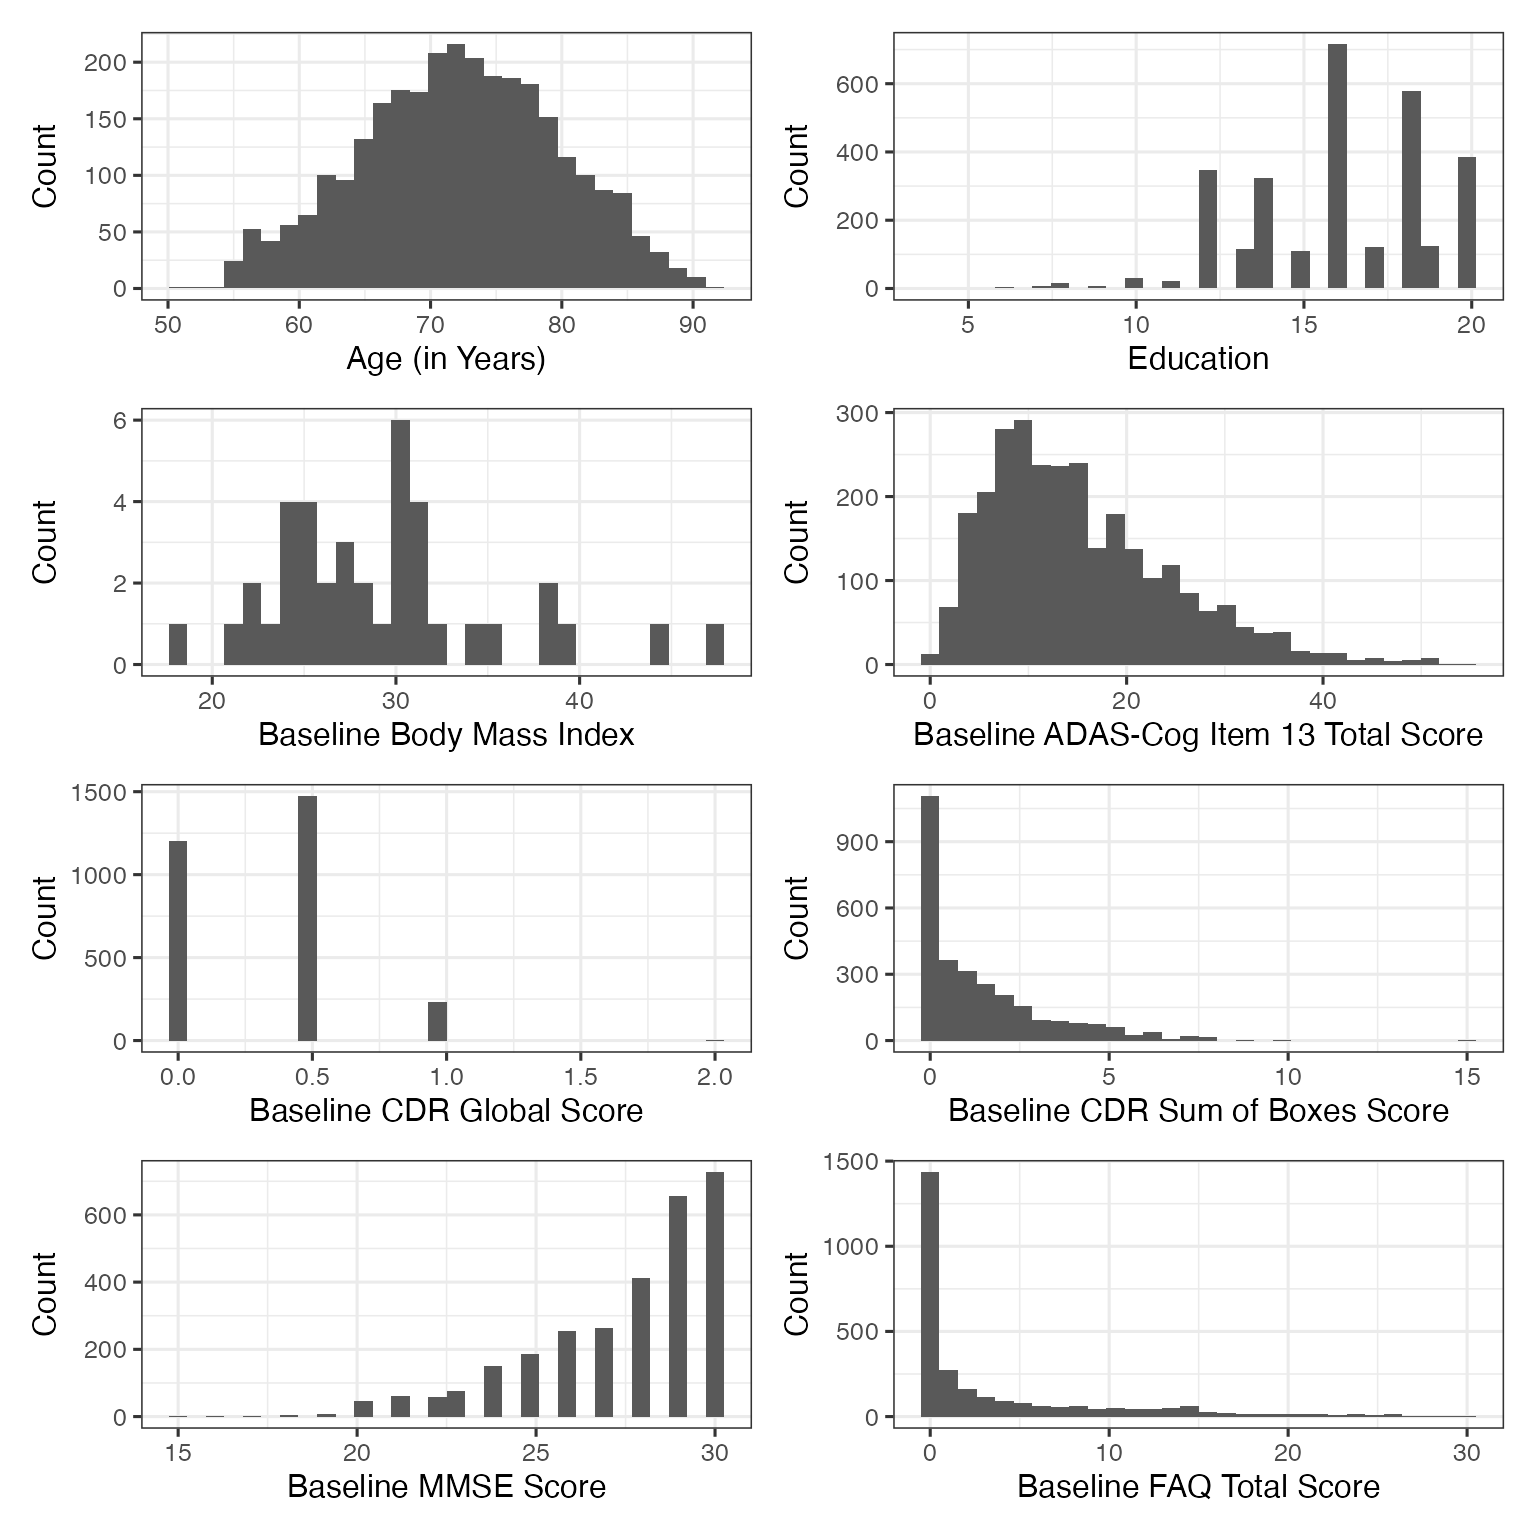 200
150
100
50
0
Count
50 60 70 80 90
Age (in Years)
600
400
200
0
Count
5 10 15 20
Education
6
4
2
0
Count
20 30 40
Baseline Body Mass Index
300
200
100
0
Count
0 20 40
Baseline ADAS-Cog Item 13 Total Score
1500
1000
500
0
Count
0.0 0.5 1.0 1.5 2.0
Baseline CDR Global Score
900
600
300
0
Count
0 5 10 15
Baseline CDR Sum of Boxes Score
600
400
200
0
Count
15 20 25 30
Baseline MMSE Score
1500
1000
500
0
Count
0 10 20 30
Baseline FAQ Total Score